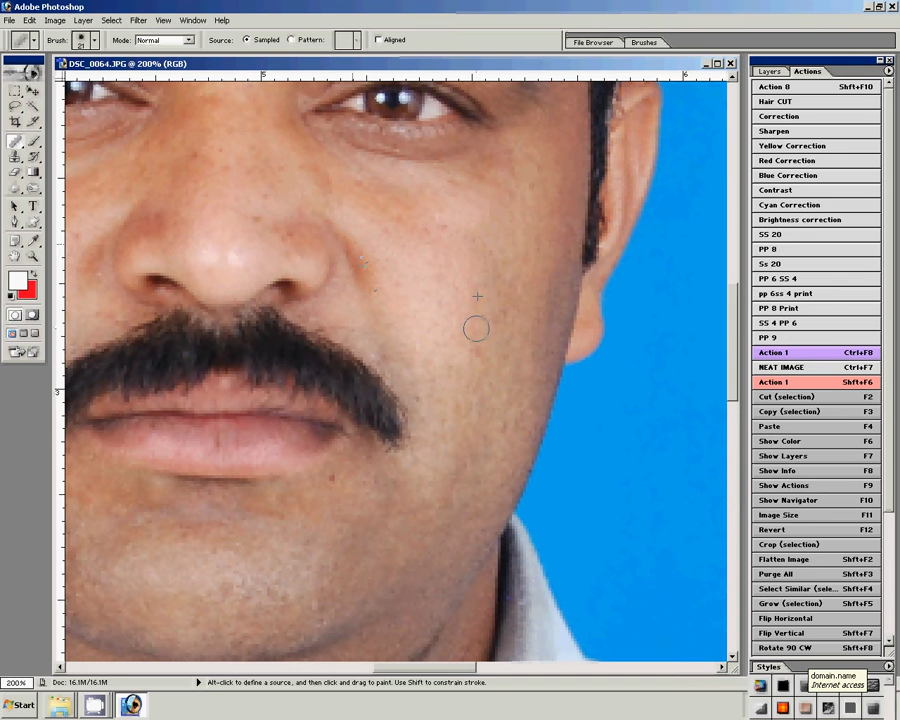 Adobe Photoshop
File Edit Image Layer Select Filter View Window Help
Brush: 21 Mode: Normal Source: Sampled Pattern: Aligned
File Browser Brushes
DSC_0064.JPG @ 200% (RGB)
5 6
3
Layers Actions
Action 8 Shft+F10
Hair CUT
Correction
Sharpen
Yellow Correction
Red Correction
Blue Correction
Contrast
Cyan Correction
Brightness correction
SS 20
PP 8
Ss 20
PP 6 SS 4
pp 6ss 4 print
PP 8 Print
SS 4 PP 6
PP 9
Action 1 Ctrl+F8
NEAT IMAGE Ctrl+F7
Action 1 Shft+F6
Cut (selection) F2
Copy (selection) F3
Paste F4
Show Color F6
Show Layers F7
Show Info F8
Show Actions F9
Show Navigator F10
Image Size F11
Revert F12
Crop (selection)
Flatten Image Shft+F2
Purge All Shft+F3
Select Similar (sele... Shft+F4
Grow (selection) Shft+F5
Flip Horizontal
Flip Vertical Shft+F7
Rotate 90 CW Shft+F8
Styles
domain.name
Internet access
200% Doc: 16.1M/16.1M Alt-click to define a source, and then click and drag to paint. Use Shift to constrain stroke.
Start